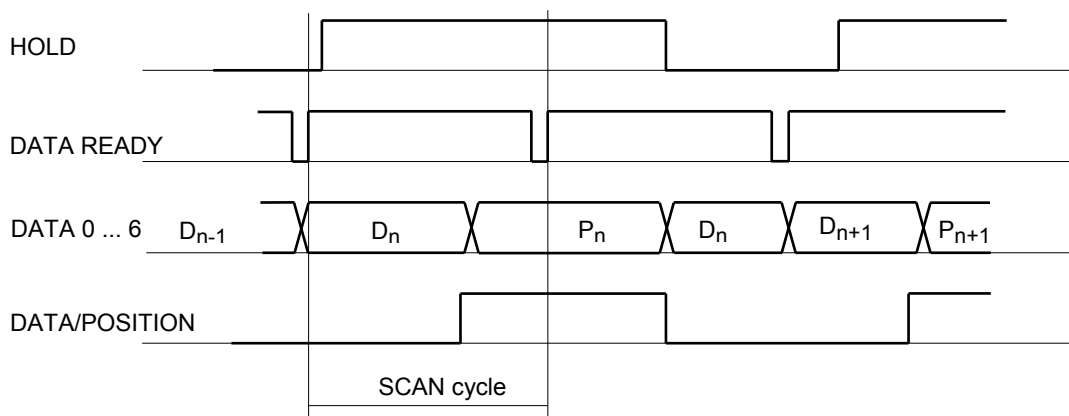 HOLD
DATA READY
DATA 0 ... 6 Dn-1 Dn Pn Dn Dn+1 Pn+1
DATA/POSITION
SCAN cycle